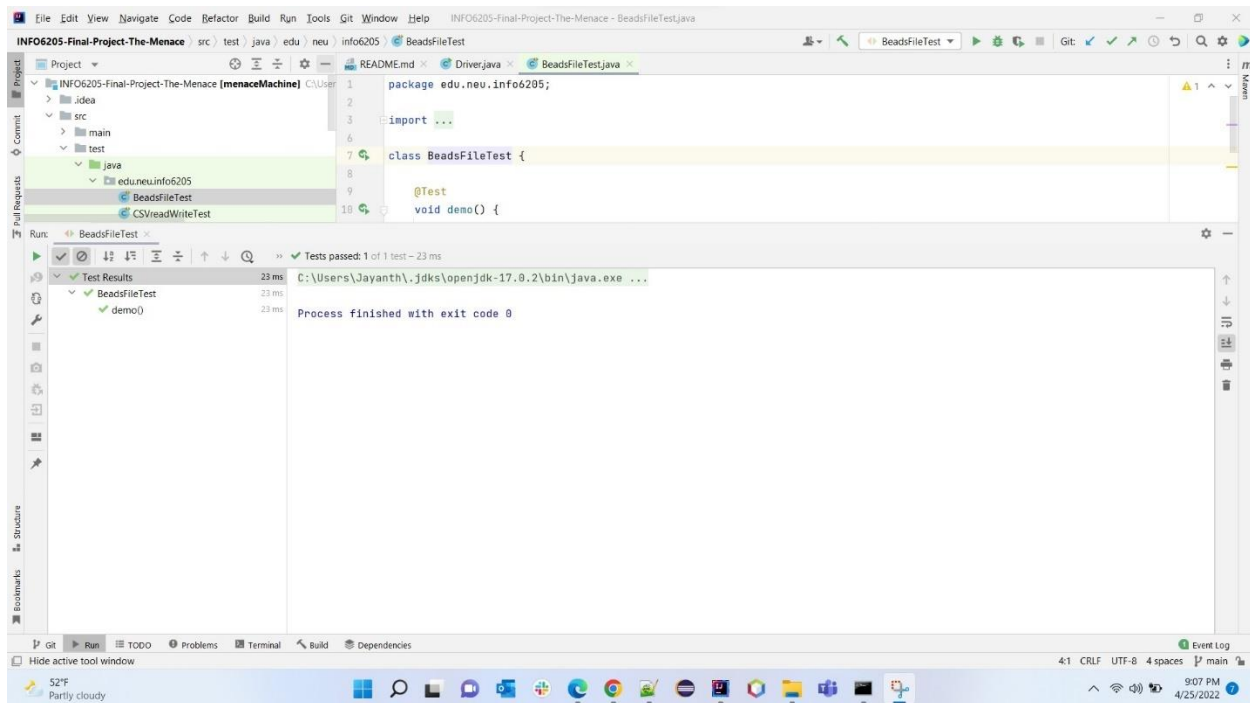 File Edit View Navigate Code Refactor Build Run Tools Git Window Help INFO6205-Final-Project-The-Menace - BeadsFileTest.java
INFO6205-Final-Project-The-Menace src test java edu neu info6205 BeadsFileTest BeadsFileTest Git:
Project README.md Driver.java BeadsFileTest.java
INFO6205-Final-Project-The-Menace [menaceMachine] C:\User 1 package edu.neu.info6205; 1
.idea 2
src 3 import ...
main 6
test 7 class BeadsFileTest {
java 8
edu.neu.info6205 9 @Test
BeadsFileTest 10 void demo() {
CSVreadWriteTest
Project
Commit
Pull Requests
Maven
Run: BeadsFileTest
Tests passed: 1 of 1 test – 23 ms
Test Results 23 ms C:\Users\Jayanth\.jdks\openjdk-17.0.2\bin\java.exe ...
BeadsFileTest 23 ms
demo() 23 ms Process finished with exit code 0
Structure
Bookmarks
Git Run TODO Problems Terminal Build Dependencies 1 Event Log
Hide active tool window 4:1 CRLF UTF-8 4 spaces main
52°F 9:07 PM
Partly cloudy 4/25/2022 7